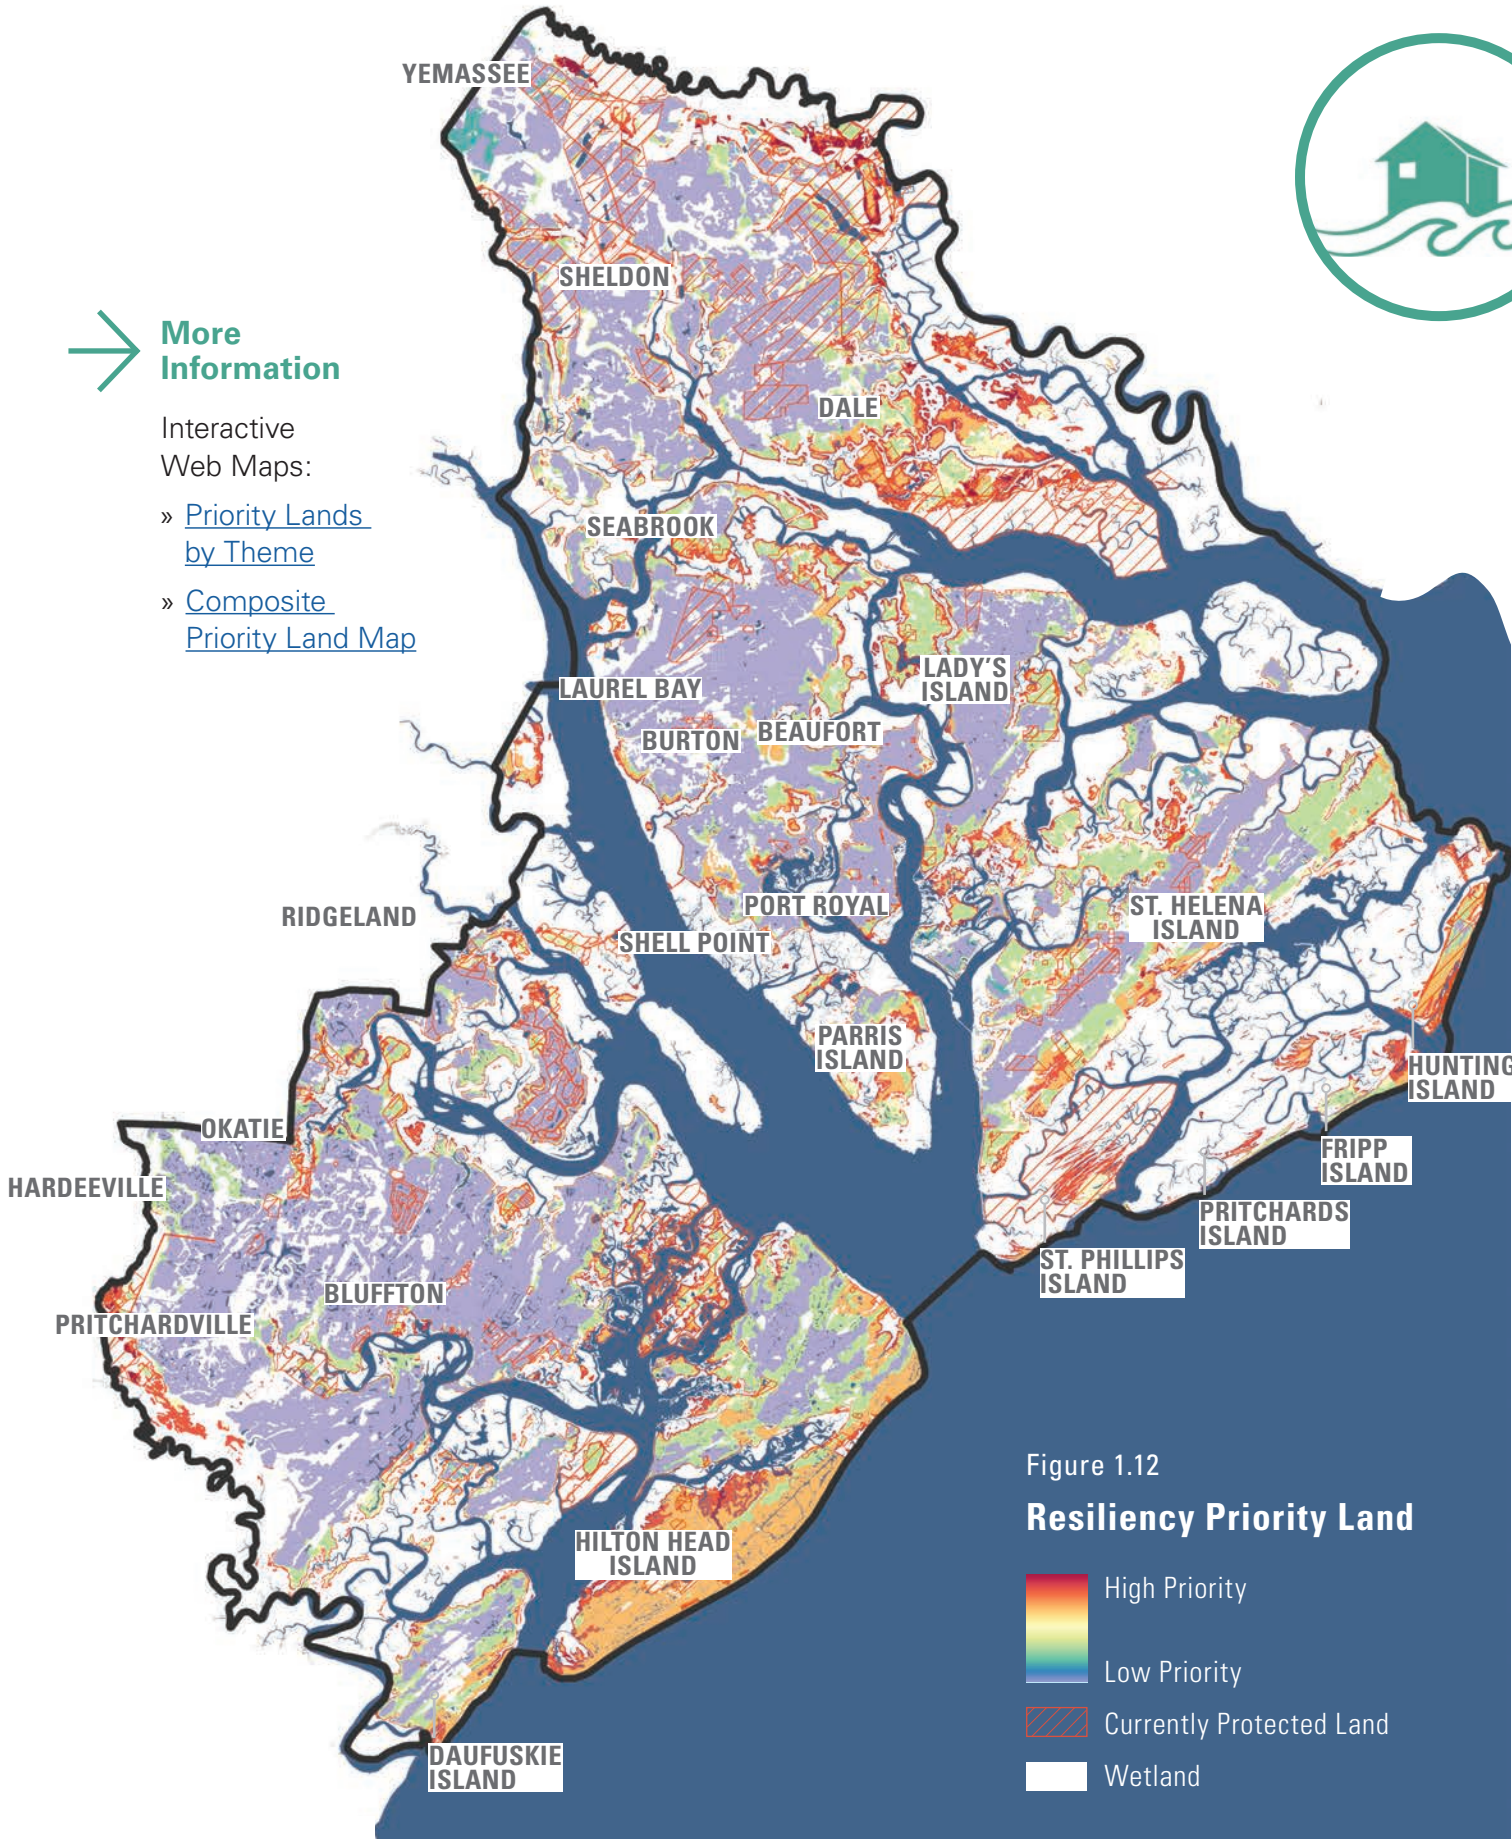 YEMASSEE
SHELDON
More
Information
Interactive
Web Maps:
» Priority Lands
by Theme
» Composite
Priority Land Map
DALE
SEABROOK
LADY'S
ISLAND
LAUREL BAY
BURTON
BEAUFORT
RIDGELAND
PORT ROYAL
SHELL POINT
ST. HELENA
ISLAND
PARRIS
ISLAND
HUNTING
ISLAND
OKATIE
FRIPP
ISLAND
HARDEEVILLE
PRITCHARDS
ISLAND
ST. PHILLIPS
ISLAND
BLUFFTON
PRITCHARDVILLE
HILTON HEAD
ISLAND
DAUFUSKIE
ISLAND
Figure 1.12
Resiliency Priority Land
High Priority
Low Priority
Currently Protected Land
Wetland